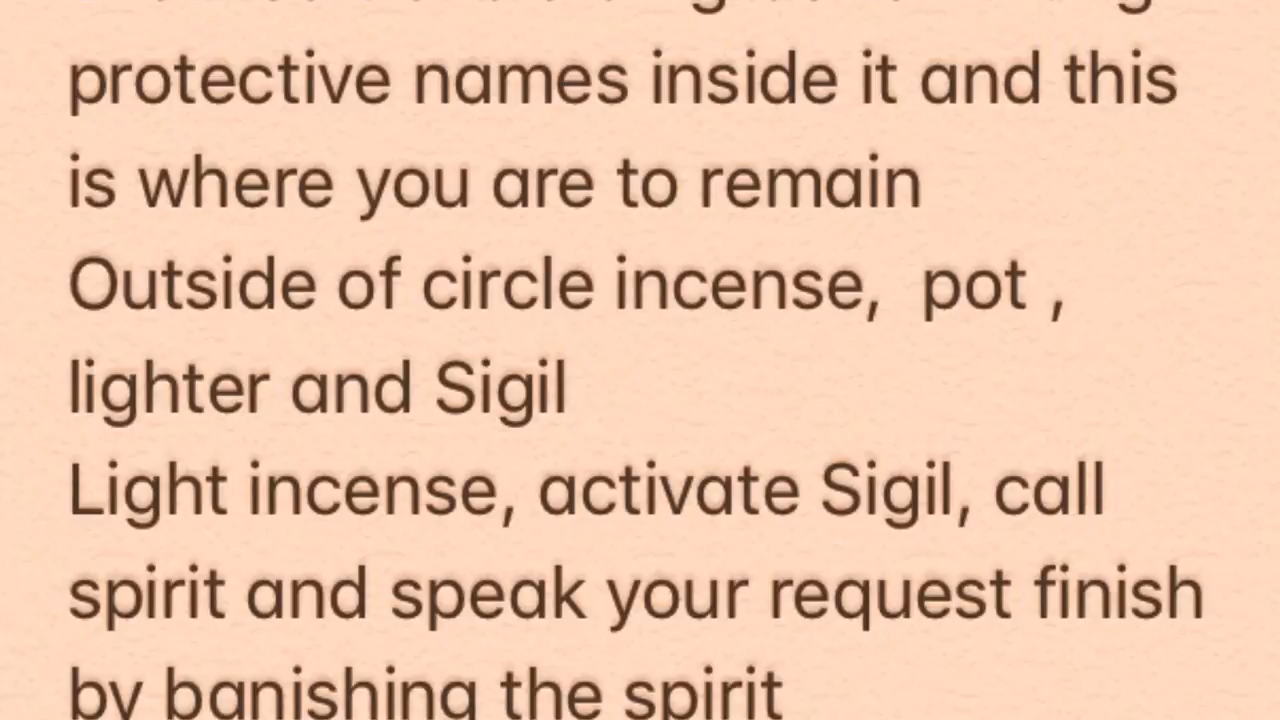 protective names inside it and this
is where you are to remain
Outside of circle incense,  pot ,
lighter and Sigil
Light incense, activate Sigil, call
spirit and speak your request finish
by banishing the spirit